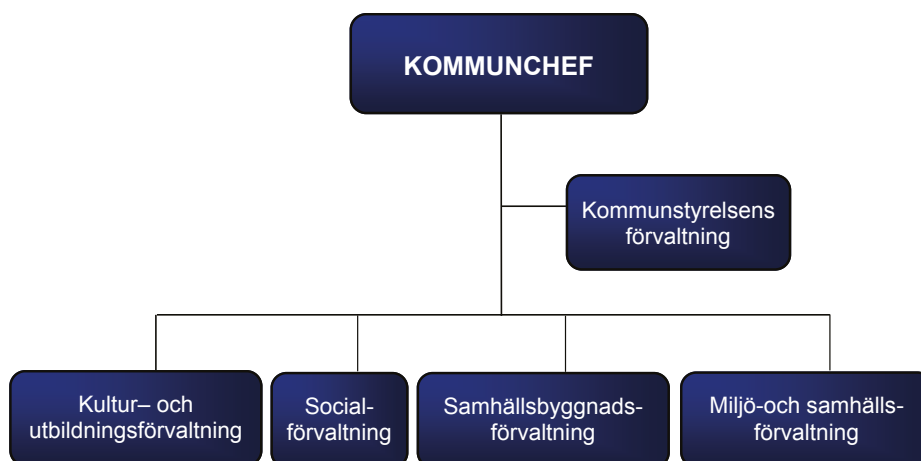 KOMMUNCHEF
Kommunstyrelsens
förvaltning
Kultur– och
utbildningsförvaltning
Social-
förvaltning
Samhällsbyggnads-
förvaltning
Miljö-och samhälls-
förvaltning